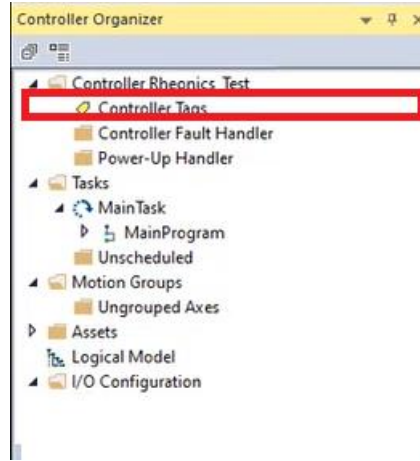 Controller Organizer
Controller Rheonics_Test
Controller Tags
Controller Fault Handler
Power-Up Handler
Tasks
MainTask
MainProgram
Unscheduled
Motion Groups
Ungrouped Axes
Assets
Logical Model
I/O Configuration